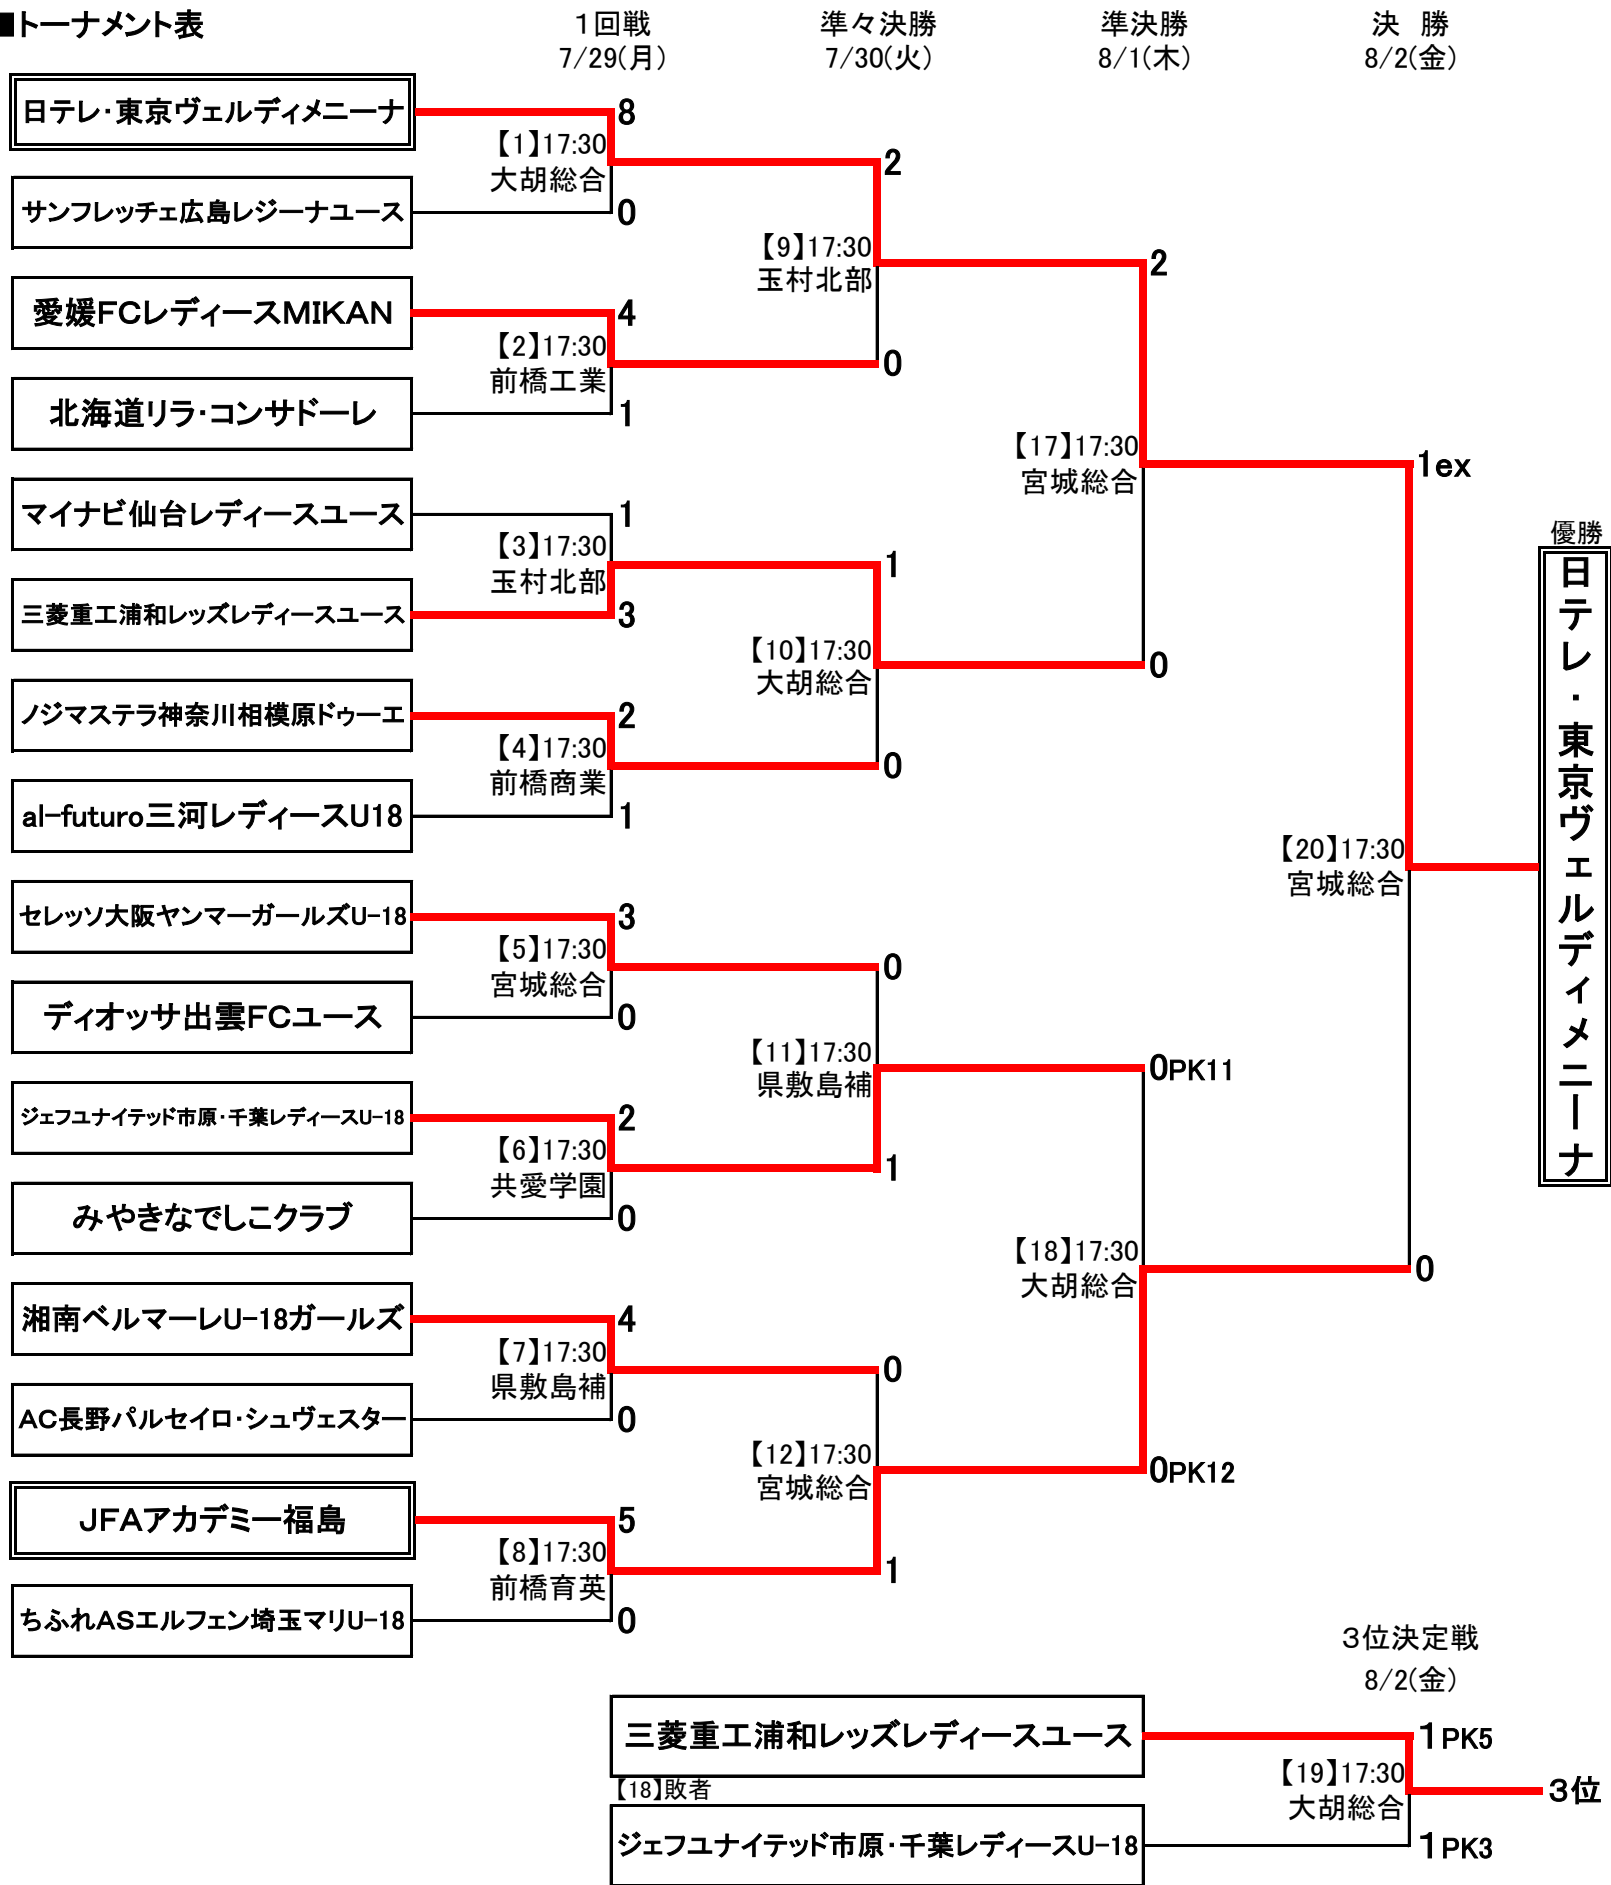 ■トーナメント表
1回戦
7/29(月)
準々決勝
7/30(火)
準決勝
8/1(木)
決 勝
8/2(金)
日テレ・東京ヴェルディメニーナ
8
【1】17:30
大胡総合
サンフレッチェ広島レジーナユース
0
2
【9】17:30
玉村北部
愛媛FCレディースMIKAN
4
【2】17:30
前橋工業
北海道リラ・コンサドーレ
1
0
2
【17】17:30
宮城総合
マイナビ仙台レディースユース
1
【3】17:30
玉村北部
三菱重工浦和レッズレディースユース
3
1
【10】17:30
大胡総合
ノジマステラ神奈川相模原ドゥーエ
2
【4】17:30
前橋商業
al-futuro三河レディースU18
1
0
0
1ex
【20】17:30
宮城総合
優勝
日テレ・東京ヴェルディメニーナ
セレッソ大阪ヤンマーガールズU-18
3
【5】17:30
宮城総合
ディオッサ出雲FCユース
0
0
【11】17:30
県敷島補
ジェフユナイテッド市原・千葉レディースU-18
2
【6】17:30
共愛学園
みやきなでしこクラブ
0
1
0PK11
【18】17:30
大胡総合
0
湘南ベルマーレU-18ガールズ
4
【7】17:30
県敷島補
AC長野パルセイロ・シュヴェスター
0
0
【12】17:30
宮城総合
0PK12
JFAアカデミー福島
5
【8】17:30
前橋育英
ちふれASエルフェン埼玉マリU-18
0
1
3位決定戦
8/2(金)
三菱重工浦和レッズレディースユース
1PK5
【18】敗者
【19】17:30
大胡総合
3位
ジェフユナイテッド市原・千葉レディースU-18
1PK3